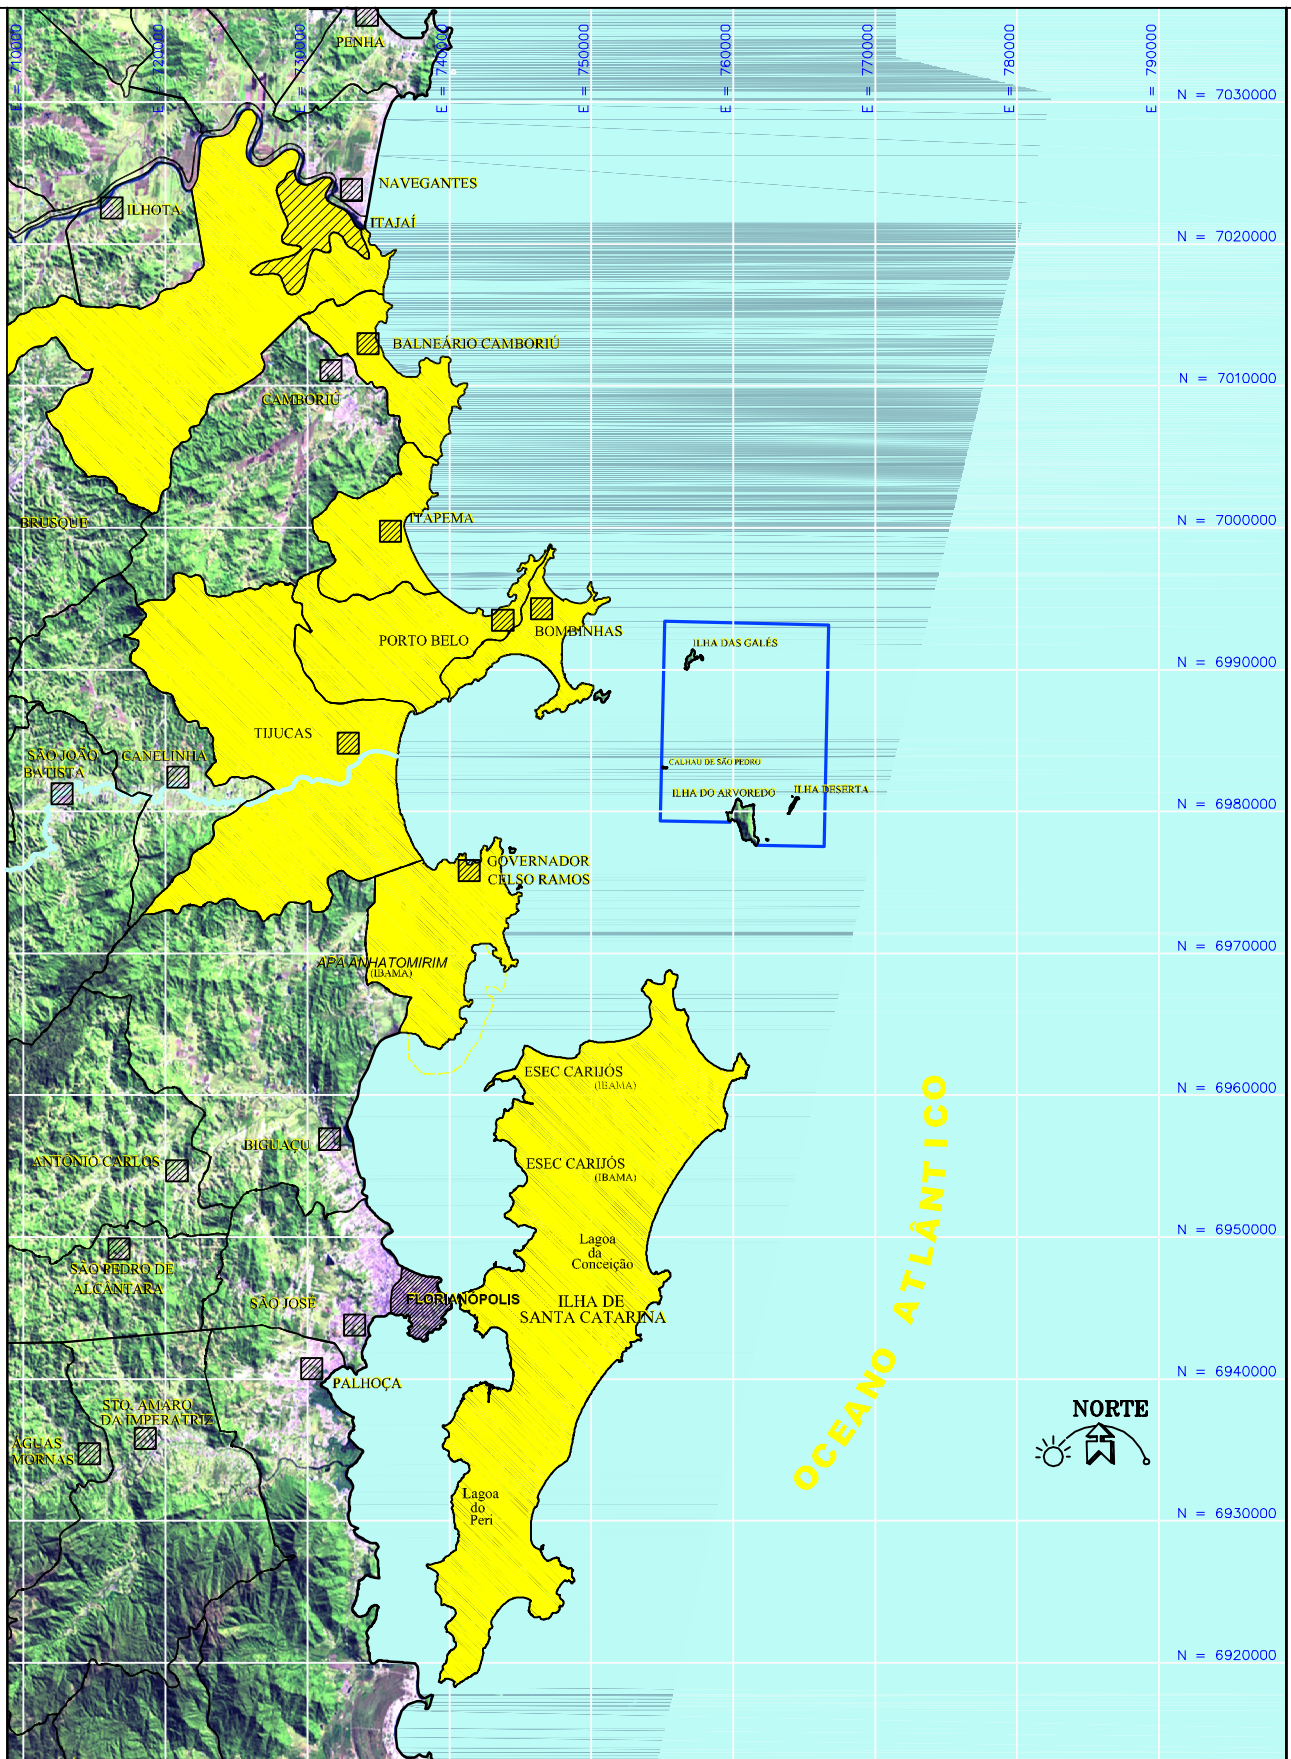 E = 710000
E = 720000
E = 730000
E = 740000
E = 750000
E = 760000
E = 770000
E = 780000
E = 790000
PENHA
N = 7030000
NAVEGANTES
ILHOTA
ITAJAÍ
N = 7020000
BALNEÁRIO CAMBORIÚ
N = 7010000
CAMBORIÚ
ITAPEMA
BRUSQUE
N = 7000000
BOMBINHAS
PORTO BELO
ILHA DAS GALÉS
N = 6990000
TIJUCAS
SÃO JOÃO
BATISTA
CANELINHA
CALHAU DE SÃO PEDRO
ILHA DO ARVOREDO
ILHA DESERTA
N = 6980000
GOVERNADOR
CELSO RAMOS
N = 6970000
APA ANHATOMIRIM
(IBAMA)
ESEC CARIJÓS
(IBAMA)
N = 6960000
BIGUAÇU
ANTÔNIO CARLOS
ESEC CARIJÓS
(IBAMA)
OCEANO ATLÂNTICO
N = 6950000
Lagoa
da
Conceição
SÃO PEDRO DE
ALCÂNTARA
SÃO JOSÉ
FLORIANÓPOLIS
ILHA DE
SANTA CATARINA
N = 6940000
PALHOÇA
STO. AMARO
DA IMPERATRIZ
NORTE
ÁGUAS
MORNAS
Lagoa
do
Peri
N = 6930000
N = 6920000